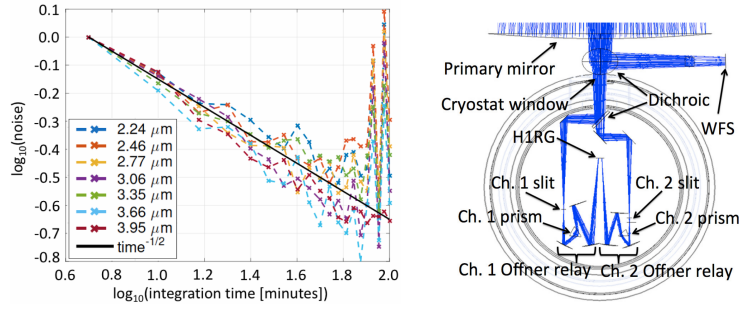 0.1
0.0
-0.1
-0.2
-0.3
-0.4
-0.5
-0.6
-0.7
-0.8
log10(noise)
2.24 μm
2.46 μm
2.77 μm
3.06 μm
3.35 μm
3.66 μm
3.95 μm
time-1/2
0.6 0.8 1.0 1.2 1.4 1.6 1.8 2.0
log10(integration time [minutes])
Primary mirror
Cryostat window
Dichroic
WFS
H1RG
Ch. 1 slit
Ch. 2 slit
Ch. 1 prism
Ch. 2 prism
Ch. 1 Offner relay
Ch. 2 Offner relay